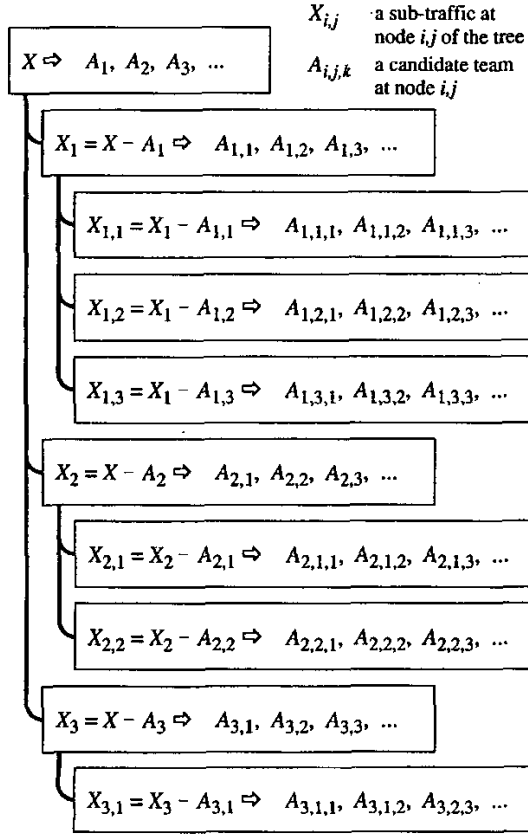 X_{i,j} a sub-traffic at
node i,j of the tree
A_{i,j,k} a candidate team
at node i,j
X ⇨ A_1, A_2, A_3, ...
X_1 = X − A_1 ⇨ A_{1,1}, A_{1,2}, A_{1,3}, ...
X_{1,1} = X_1 − A_{1,1} ⇨ A_{1,1,1}, A_{1,1,2}, A_{1,1,3}, ...
X_{1,2} = X_1 − A_{1,2} ⇨ A_{1,2,1}, A_{1,2,2}, A_{1,2,3}, ...
X_{1,3} = X_1 − A_{1,3} ⇨ A_{1,3,1}, A_{1,3,2}, A_{1,3,3}, ...
X_2 = X − A_2 ⇨ A_{2,1}, A_{2,2}, A_{2,3}, ...
X_{2,1} = X_2 − A_{2,1} ⇨ A_{2,1,1}, A_{2,1,2}, A_{2,1,3}, ...
X_{2,2} = X_2 − A_{2,2} ⇨ A_{2,2,1}, A_{2,2,2}, A_{2,2,3}, ...
X_3 = X − A_3 ⇨ A_{3,1}, A_{3,2}, A_{3,3}, ...
X_{3,1} = X_3 − A_{3,1} ⇨ A_{3,1,1}, A_{3,1,2}, A_{3,2,3}, ...